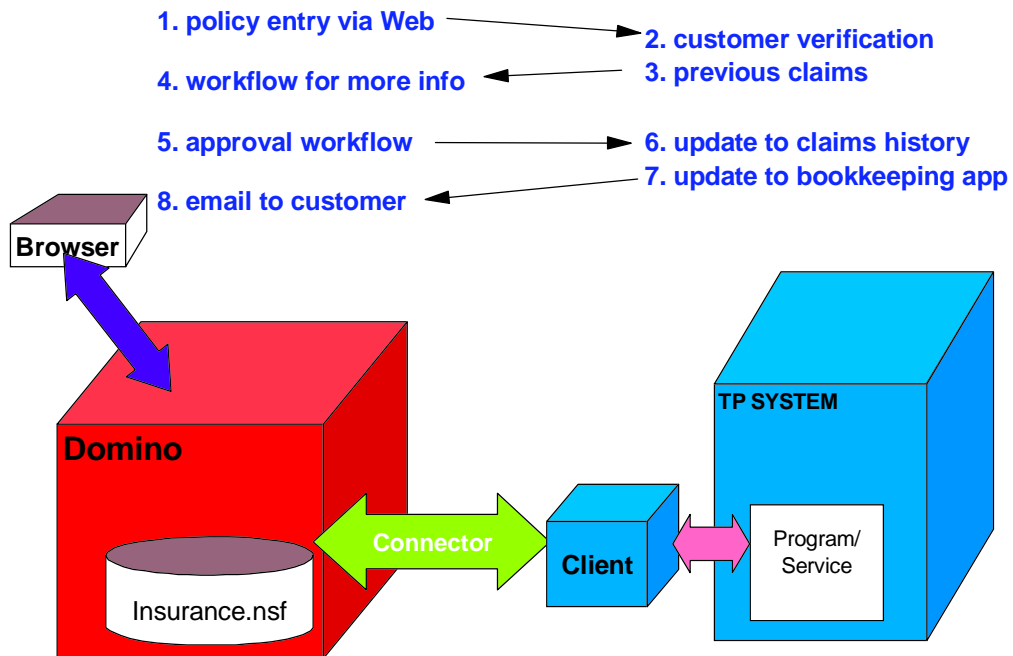 1. policy entry via Web
2. customer verification
4. workflow for more info
3. previous claims
5. approval workflow
6. update to claims history
7. update to bookkeeping app
8. email to customer
Browser
TP SYSTEM
Domino
Connector
Client
Program/
Service
Insurance.nsf